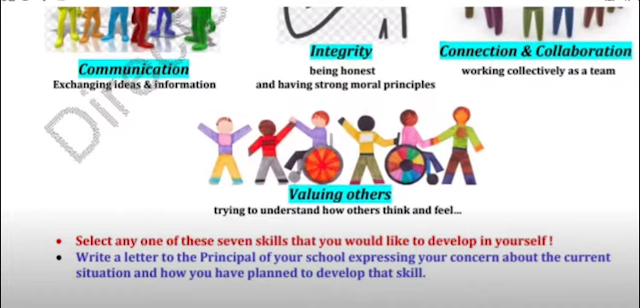 Communication
Exchanging ideas & information
Integrity
being honest
and having strong moral principles
Connection & Collaboration
working collectively as a team
Valuing others
trying to understand how others think and feel...
• Select any one of these seven skills that you would like to develop in yourself !
• Write a letter to the Principal of your school expressing your concern about the current
situation and how you have planned to develop that skill.